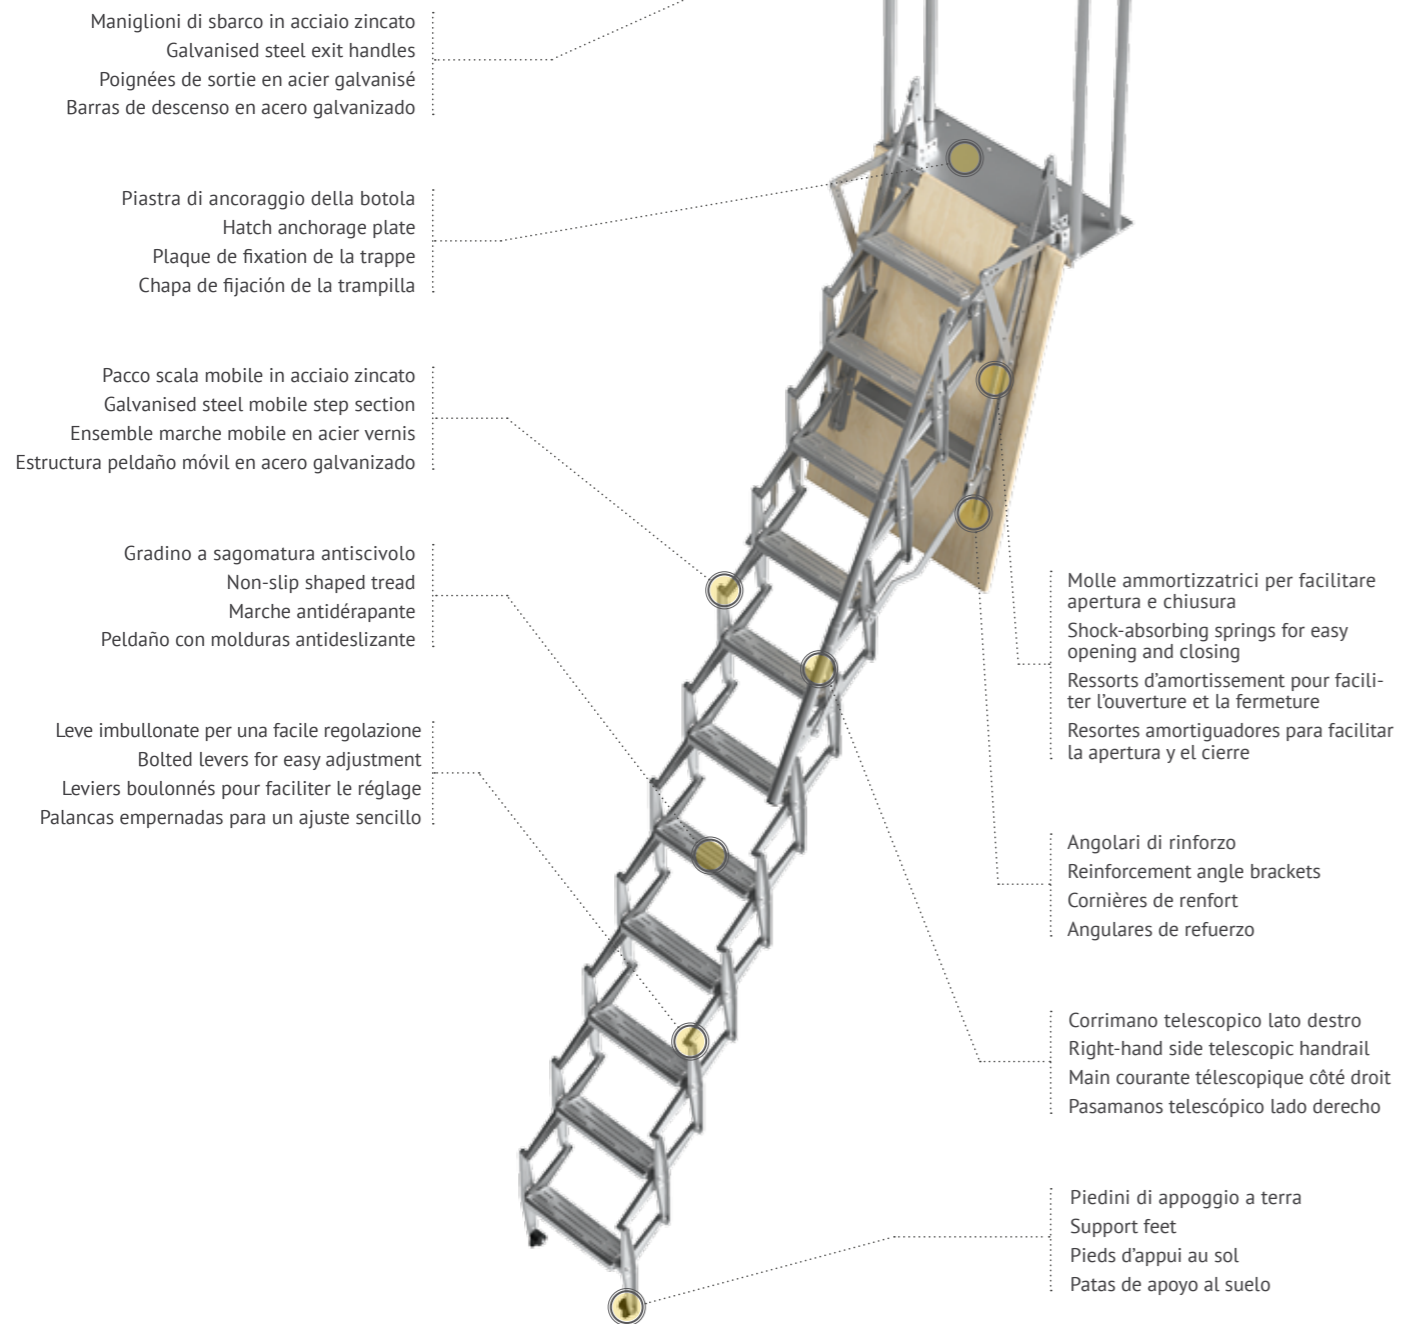 Maniglioni di sbarco in acciaio zincato
Galvanised steel exit handles
Poignées de sortie en acier galvanisé
Barras de descenso en acero galvanizado
Piastra di ancoraggio della botola
Hatch anchorage plate
Plaque de fixation de la trappe
Chapa de fijación de la trampilla
Pacco scala mobile in acciaio zincato
Galvanised steel mobile step section
Ensemble marche mobile en acier vernis
Estructura peldaño móvil en acero galvanizado
Gradino a sagomatura antiscivolo
Non-slip shaped tread
Marche antidérapante
Peldaño con molduras antideslizante
Leve imbullonate per una facile regolazione
Bolted levers for easy adjustment
Leviers boulonnés pour faciliter le réglage
Palancas empernadas para un ajuste sencillo
Molle ammortizzatrici per facilitare
apertura e chiusura
Shock-absorbing springs for easy
opening and closing
Ressorts d’amortissement pour facili-
ter l’ouverture et la fermeture
Resortes amortiguadores para facilitar
la apertura y el cierre
Angolari di rinforzo
Reinforcement angle brackets
Cornières de renfort
Angulares de refuerzo
Corrimano telescopico lato destro
Right-hand side telescopic handrail
Main courante télescopique côté droit
Pasamanos telescópico lado derecho
Piedini di appoggio a terra
Support feet
Pieds d’appui au sol
Patas de apoyo al suelo